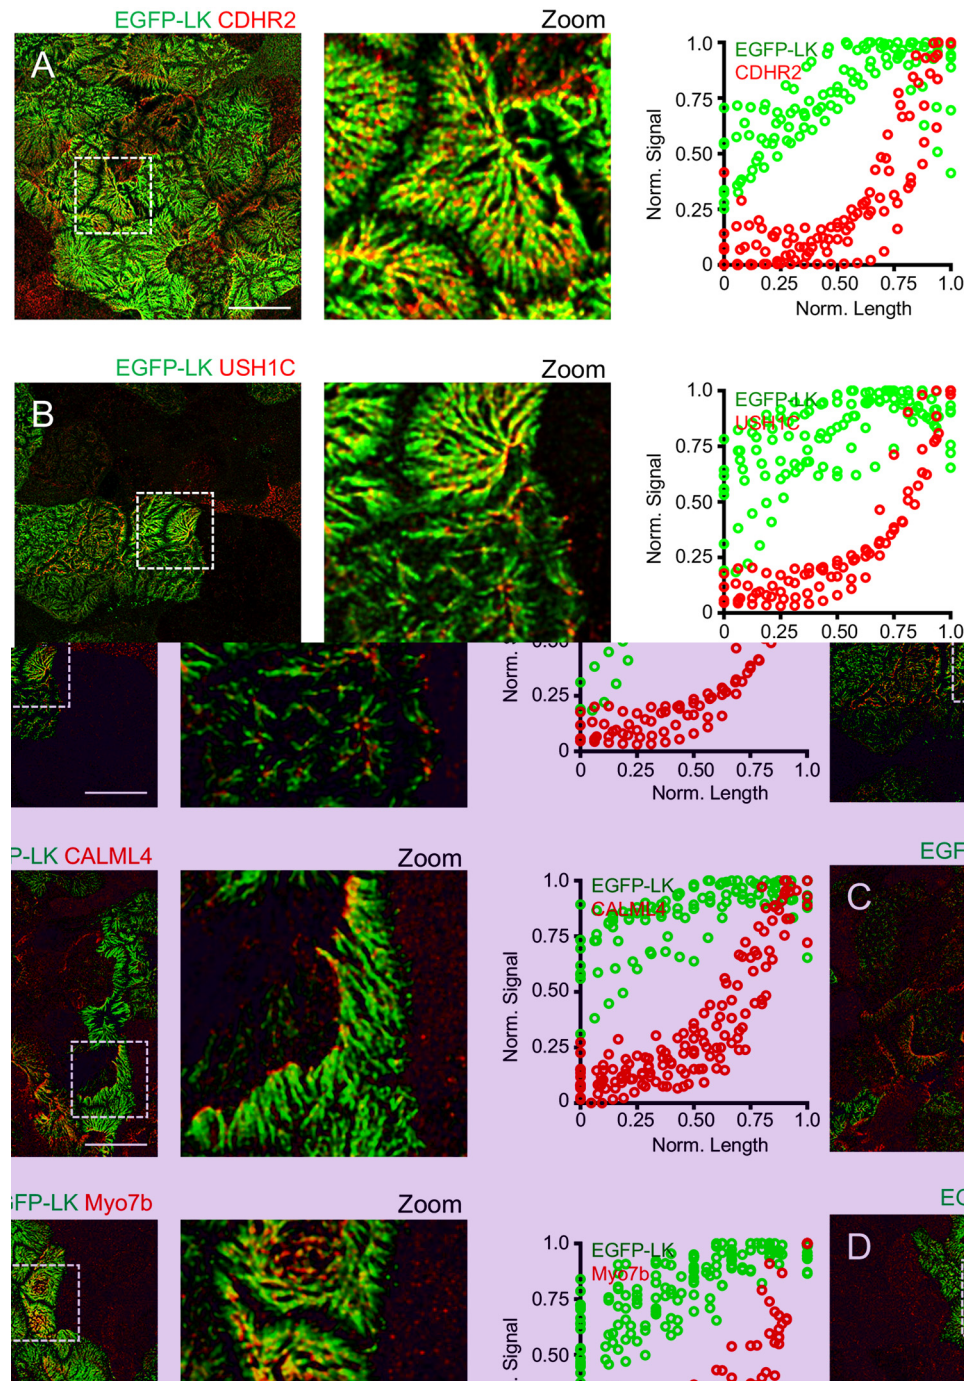 EGFP-LK CDHR2
Zoom
A
1.0
EGFP-LK
CDHR2
0.75
Norm. Signal
0.50
0.25
0
0 0.25 0.50 0.75 1.0
Norm. Length
EGFP-LK USH1C
Zoom
B
1.0
EGFP-LK
USH1C
0.75
Norm. Signal
0.50
0.25
0
0 0.25 0.50 0.75 1.0
0.25
0
0 0.25 0.50 0.75 1.0
Norm. Length
P-LK CALML4
Zoom
1.0
EGFP-LK
CALML4
EGF
C
0.75
Norm. Signal
0.50
0.25
0
0 0.25 0.50 0.75 1.0
Norm. Length
GFP-LK Myo7b
Zoom
EG
1.0
EGFP-LK
Myo7b
D
0.75
. Signal
0.50